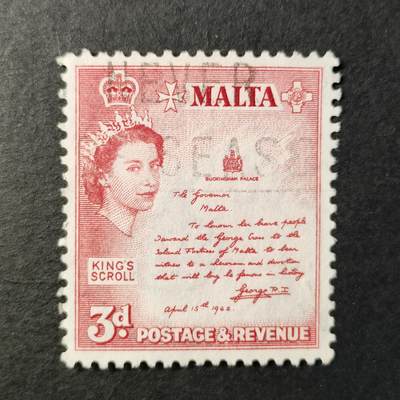 NEVER
MALTA
CEASE
BUCKINGHAM PALACE
The Governor
Malta.
To honour her brave people
I award the George Cross to the
Island Fortress of Malta to bear
witness to a heroism and devotion
that will long be famous in history.
George R.I.
April 15th 1942.
KING'S
SCROLL
3d POSTAGE & REVENUE